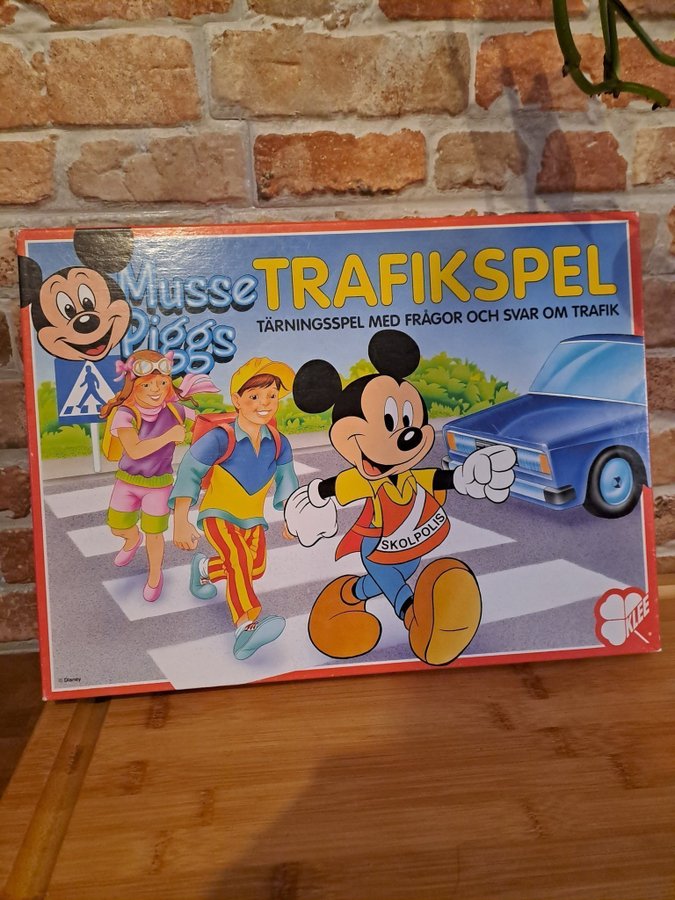 Musse
Piggs
TRAFIKSPEL
TÄRNINGSSPEL MED FRÅGOR OCH SVAR OM TRAFIK
SKOLPOLIS
KLEE
© Disney